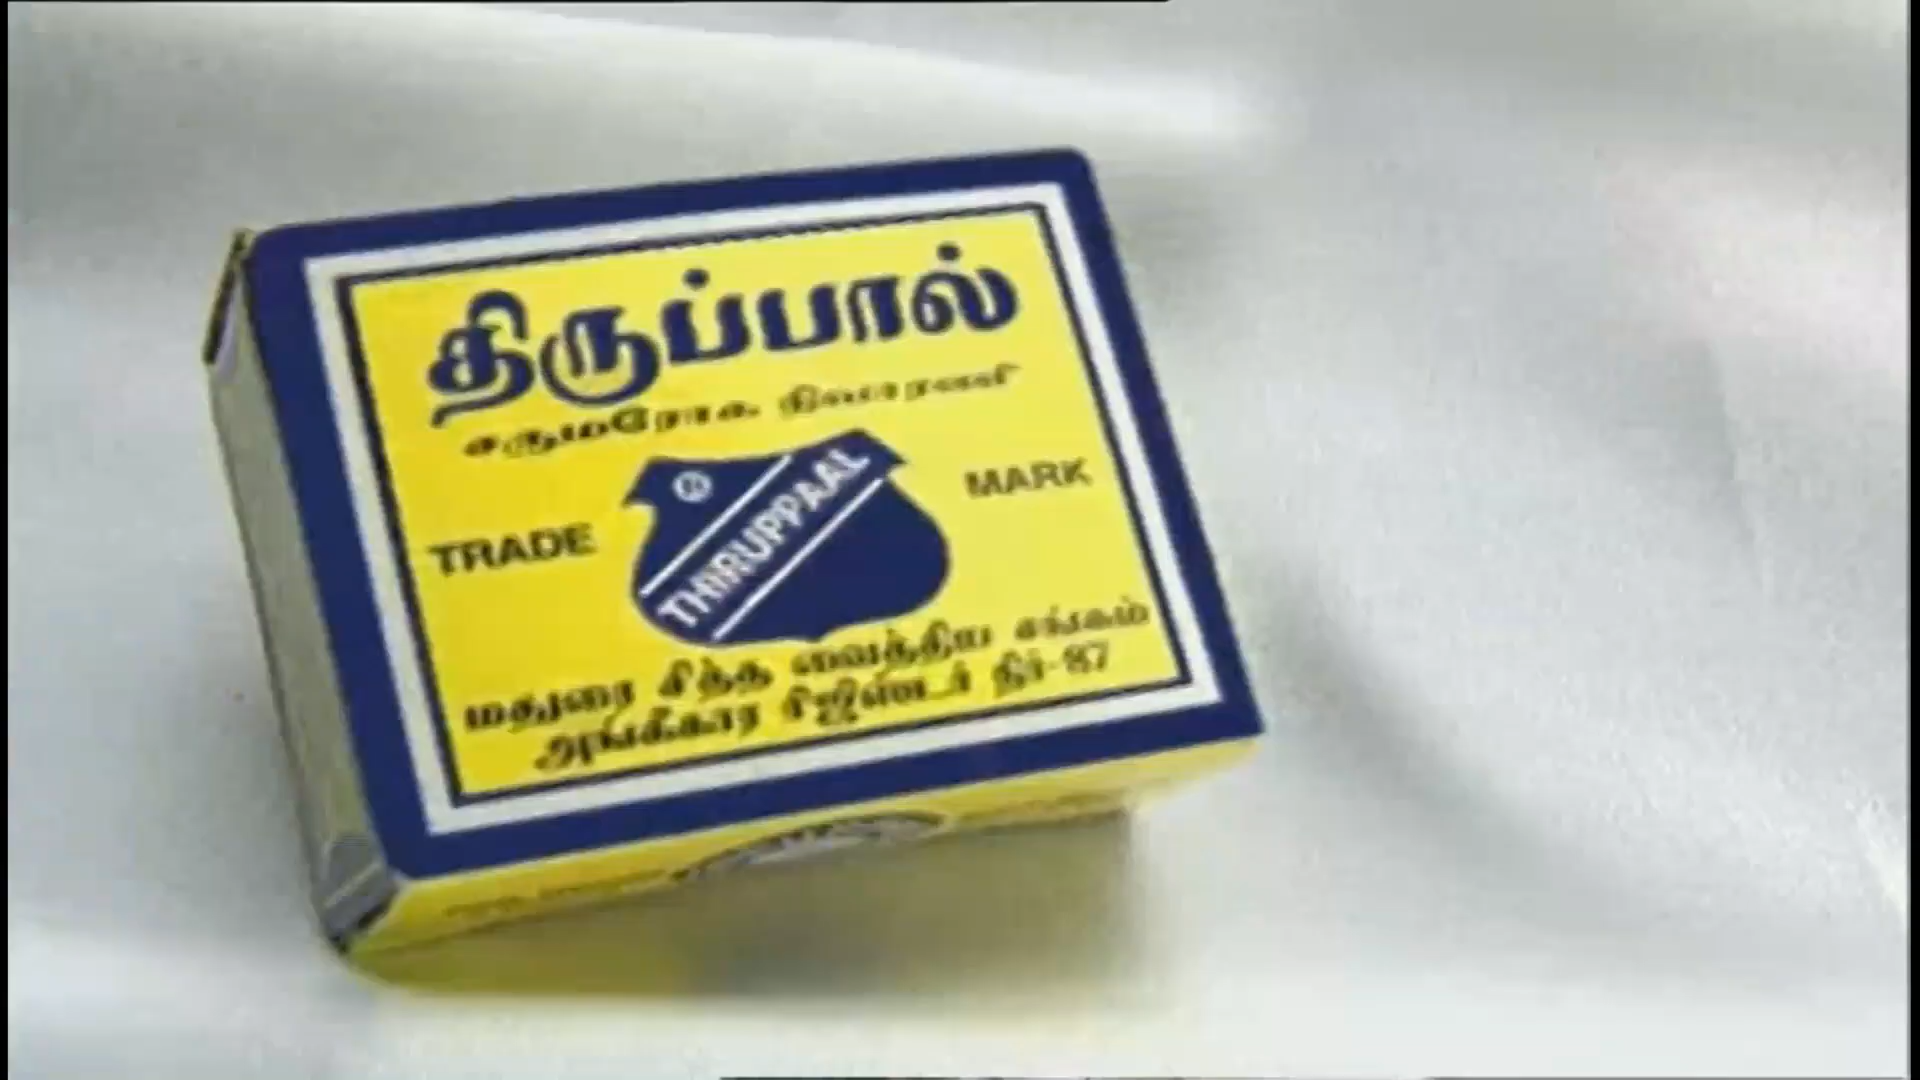 திருப்பால்
சருமரோக நிவாரணி
®
THIRUPPAAL
TRADE MARK
மதுரை சித்த வைத்திய சங்கம்
அங்கீகார ரிஜிஸ்டர் நிர்-87